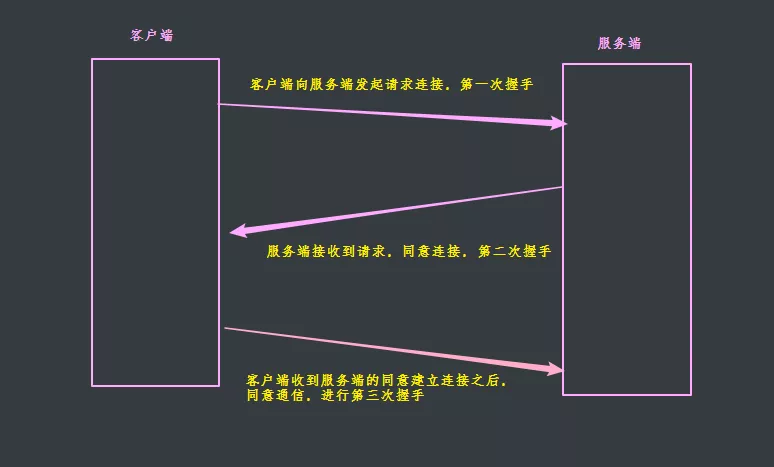 客户端
服务端
客户端向服务端发起请求连接，第一次握手
服务端接收到请求，同意连接，第二次握手
客户端收到服务端的同意建立连接之后，
同意通信，进行第三次握手